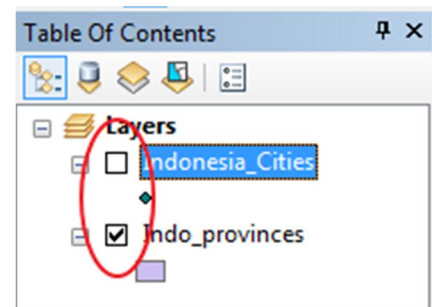 Table Of Contents
Layers
Indonesia_Cities
Indo_provinces